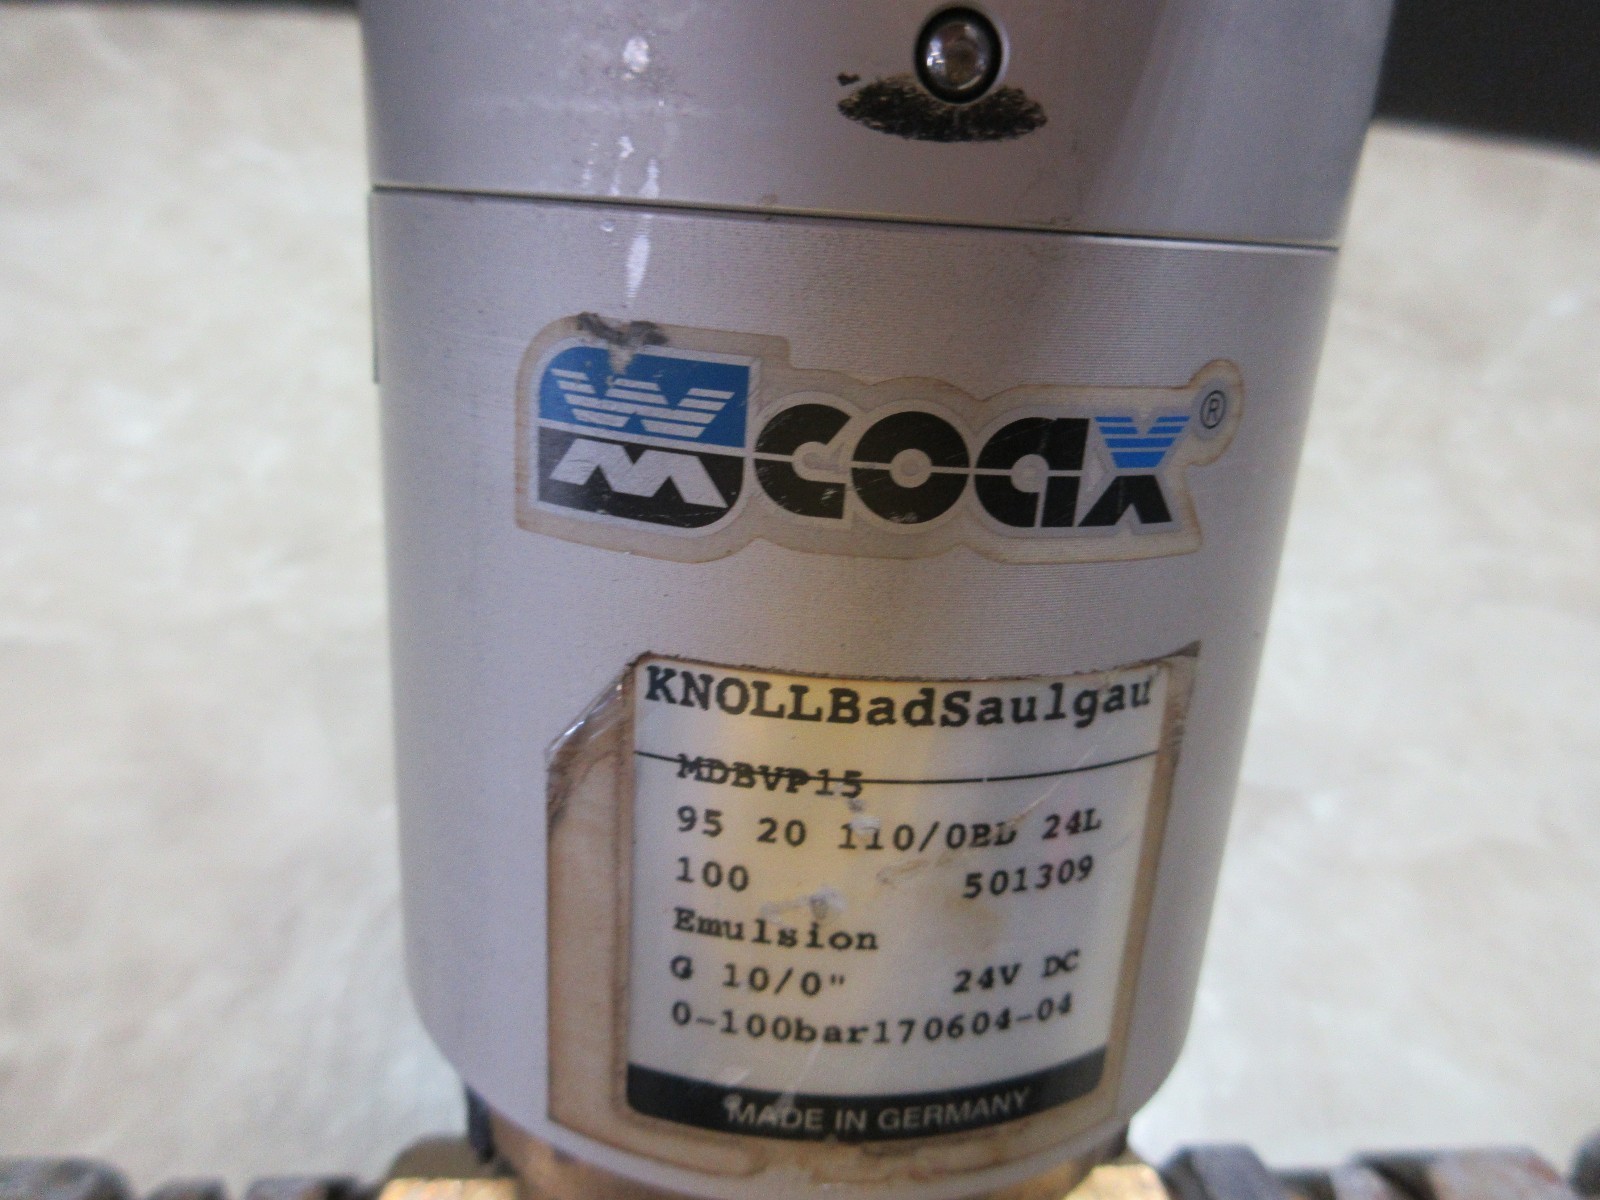 WM coax®
KNOLLBadSaulgau
MDBVP15
95 20 110/0BD 24L
100 501309
Emulsion
G 10/0" 24V DC
0-100bar170604-04
MADE IN GERMANY